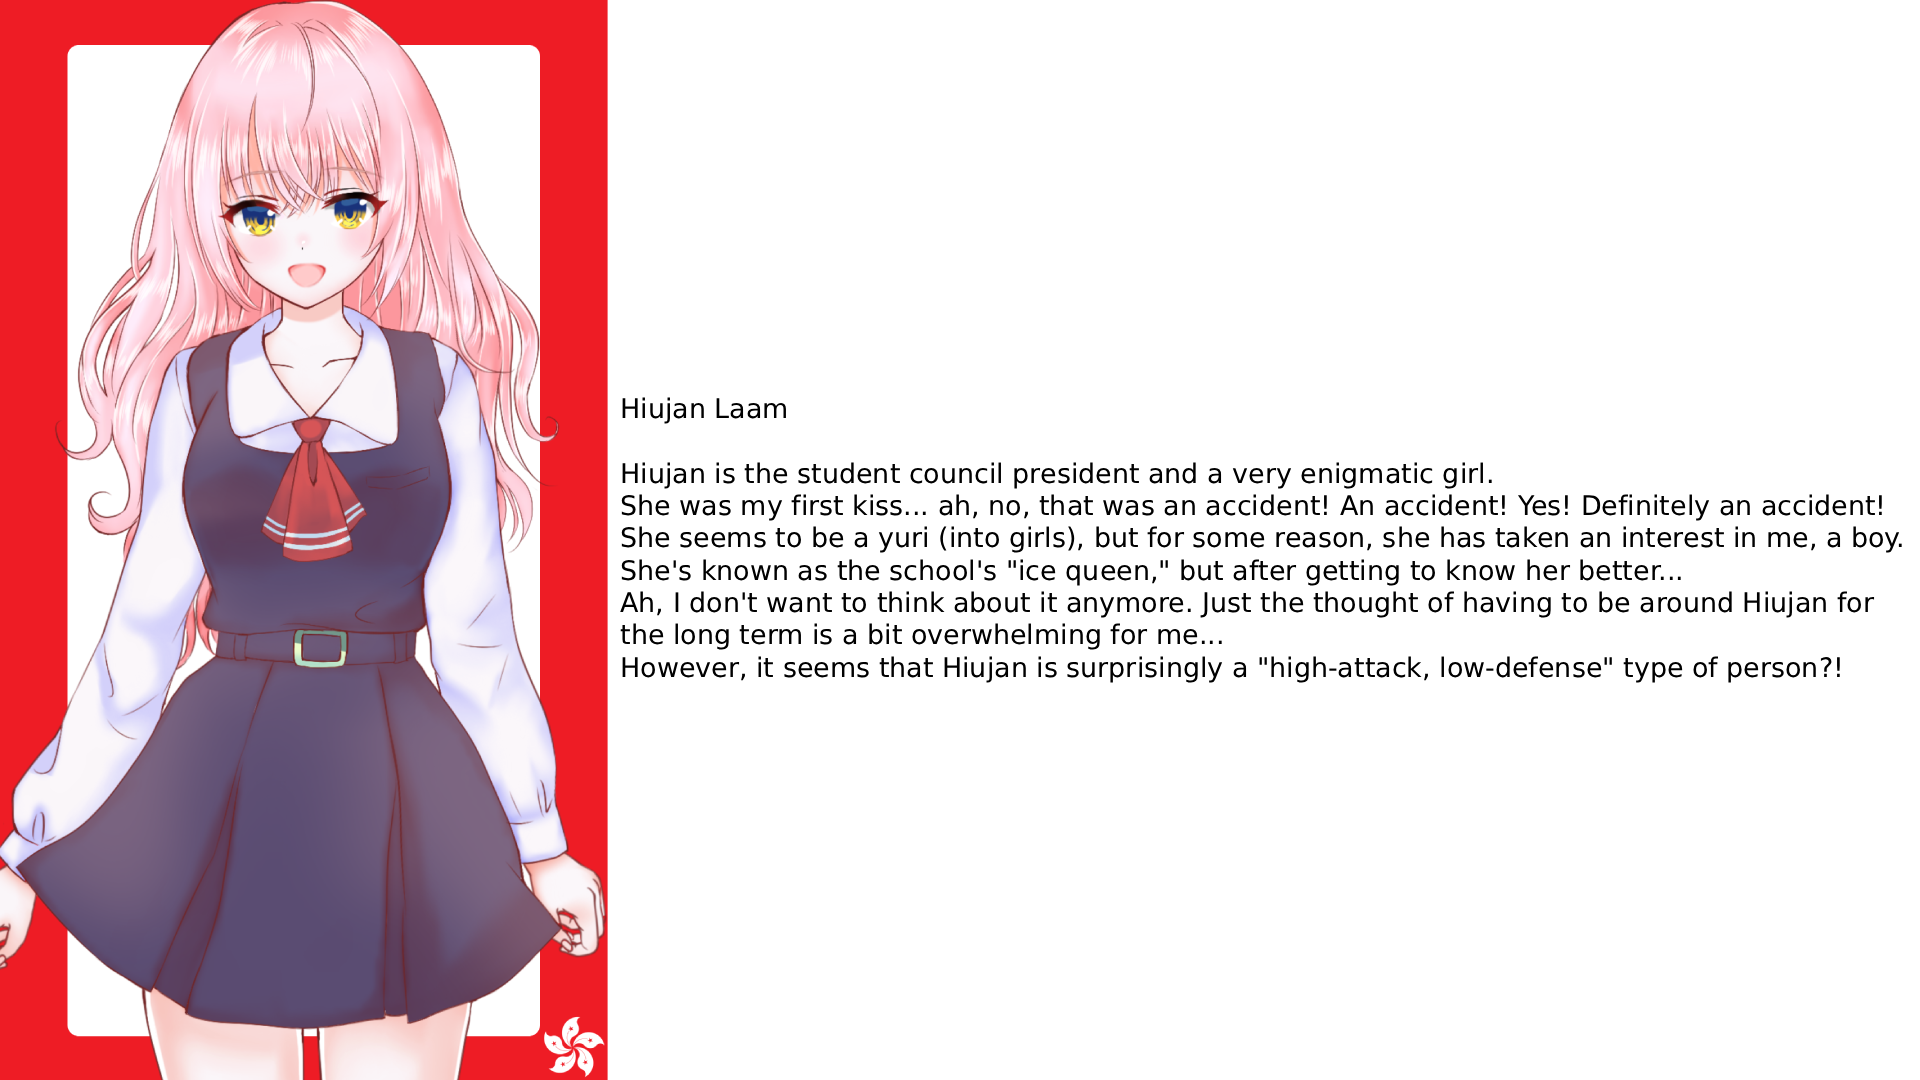 Hiujan Laam
Hiujan is the student council president and a very enigmatic girl.
She was my first kiss... ah, no, that was an accident! An accident! Yes! Definitely an accident!
She seems to be a yuri (into girls), but for some reason, she has taken an interest in me, a boy.
She's known as the school's "ice queen," but after getting to know her better...
Ah, I don't want to think about it anymore. Just the thought of having to be around Hiujan for
the long term is a bit overwhelming for me...
However, it seems that Hiujan is surprisingly a "high-attack, low-defense" type of person?!